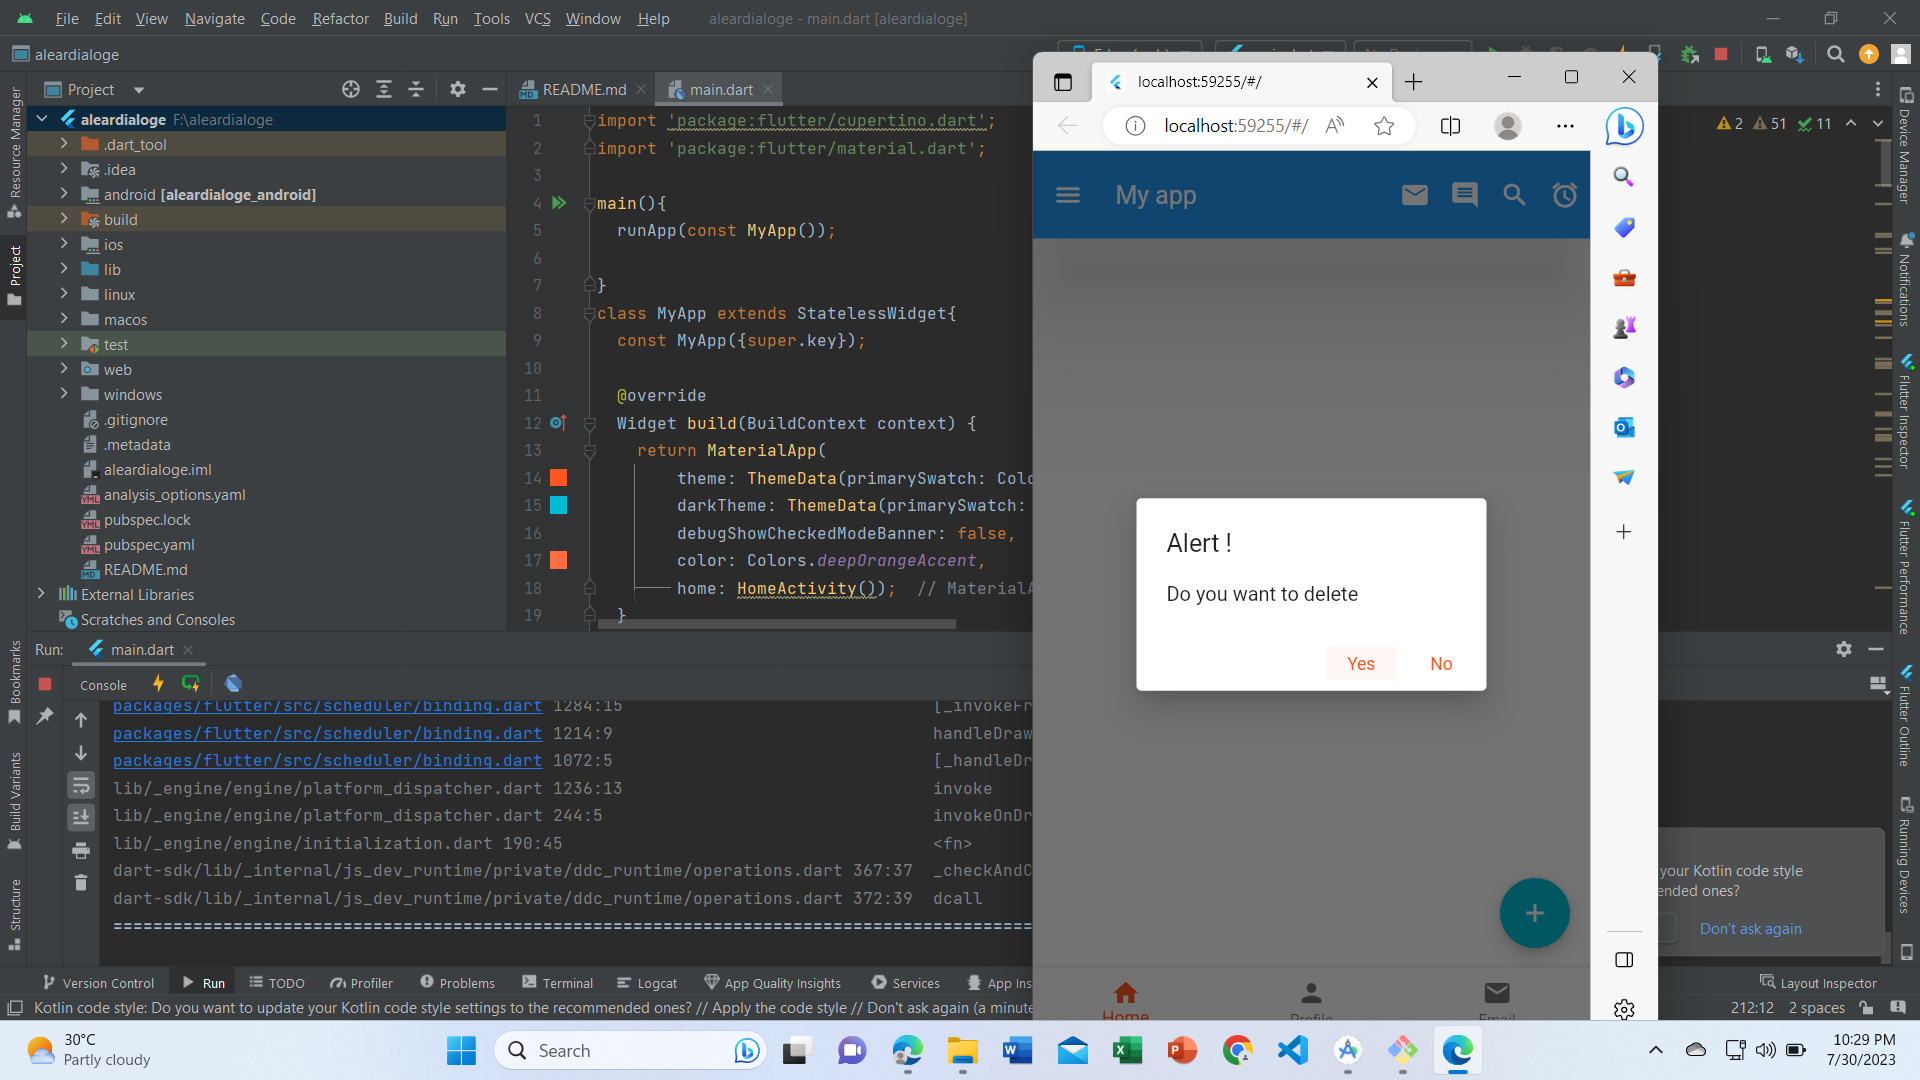 File Edit View Navigate Code Refactor Build Run Tools VCS Window Help aleardialoge - main.dart [aleardialoge]
aleardialoge
Project
README.md
main.dart
aleardialoge F:\aleardialoge
.dart_tool
.idea
android [aleardialoge_android]
build
ios
lib
linux
macos
test
web
windows
.gitignore
.metadata
aleardialoge.iml
analysis_options.yaml
pubspec.lock
pubspec.yaml
README.md
External Libraries
Scratches and Consoles
Resource Manager
Project
Bookmarks
Build Variants
Structure
1 import 'package:flutter/cupertino.dart';
2 import 'package:flutter/material.dart';
3
4 main(){
5 runApp(const MyApp());
6
7 }
8 class MyApp extends StatelessWidget{
9 const MyApp({super.key});
10
11 @override
12 Widget build(BuildContext context) {
13 return MaterialApp(
14 theme: ThemeData(primarySwatch: Colo
15 darkTheme: ThemeData(primarySwatch:
16 debugShowCheckedModeBanner: false,
17 color: Colors.deepOrangeAccent,
18 home: HomeActivity()); // MaterialA
19 }
2 51 11
localhost:59255/#/
localhost:59255/#/
My app
Alert !
Do you want to delete
Yes No
Home
Profile
Email
Device Manager
Notifications
Flutter Inspector
Flutter Performance
Flutter Outline
Running Devices
Run: main.dart
Console
packages/flutter/src/scheduler/binding.dart 1284:15 [_invokeFr
packages/flutter/src/scheduler/binding.dart 1214:9 handleDraw
packages/flutter/src/scheduler/binding.dart 1072:5 [_handleDr
lib/_engine/engine/platform_dispatcher.dart 1236:13 invoke
lib/_engine/engine/platform_dispatcher.dart 244:5 invokeOnDr
lib/_engine/engine/initialization.dart 190:45 <fn>
dart-sdk/lib/_internal/js_dev_runtime/private/ddc_runtime/operations.dart 367:37 _checkAndC
dart-sdk/lib/_internal/js_dev_runtime/private/ddc_runtime/operations.dart 372:39 dcall
your Kotlin code style
ended ones?
Don't ask again
Version Control Run TODO Profiler Problems Terminal Logcat App Quality Insights Services App Ins Layout Inspector
Kotlin code style: Do you want to update your Kotlin code style settings to the recommended ones? // Apply the code style // Don't ask again (a minute 212:12 2 spaces
30°C
Partly cloudy
Search
10:29 PM
7/30/2023